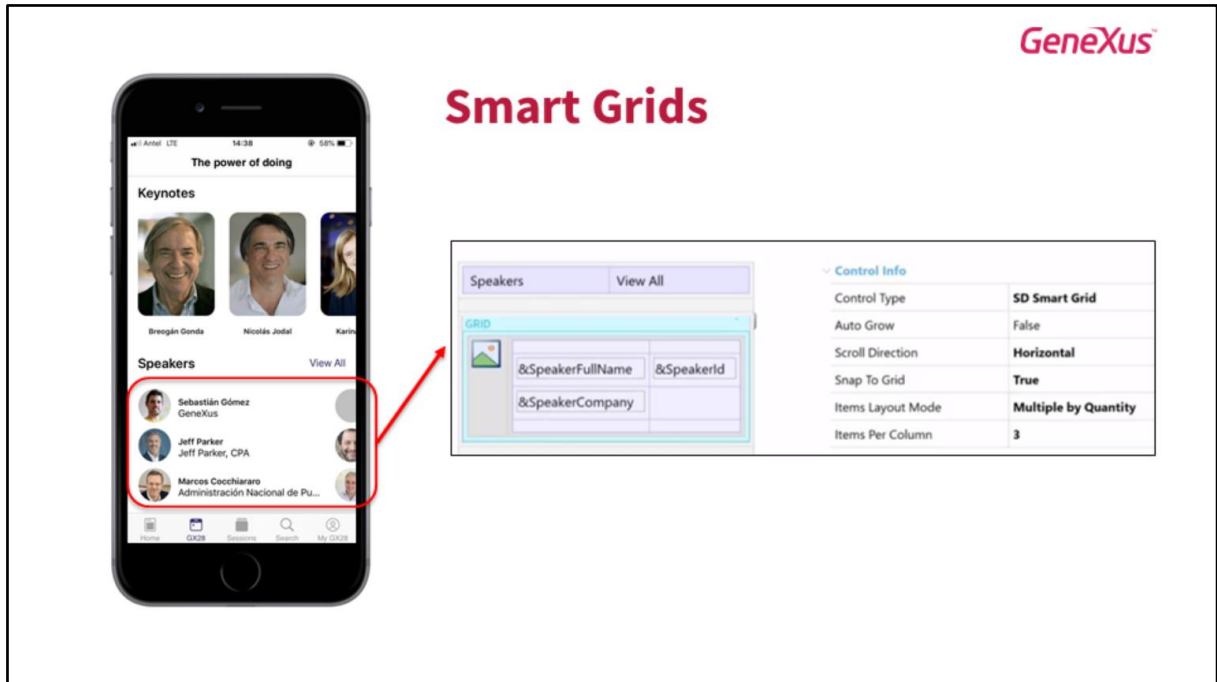 GeneXus
Smart Grids
Antel LTE 14:38 58%
The power of doing
Keynotes
Breogán Gonda Nicolás Jodal Karin
Speakers View All
Sebastián Gómez
GeneXus
Jeff Parker
Jeff Parker, CPA
Marcos Cocchiararo
Administración Nacional de Pu...
Home GX28 Sessions Search My GX28
Speakers View All
GRID
&SpeakerFullName &SpeakerId
&SpeakerCompany
Control Info
Control Type SD Smart Grid
Auto Grow False
Scroll Direction Horizontal
Snap To Grid True
Items Layout Mode Multiple by Quantity
Items Per Column 3